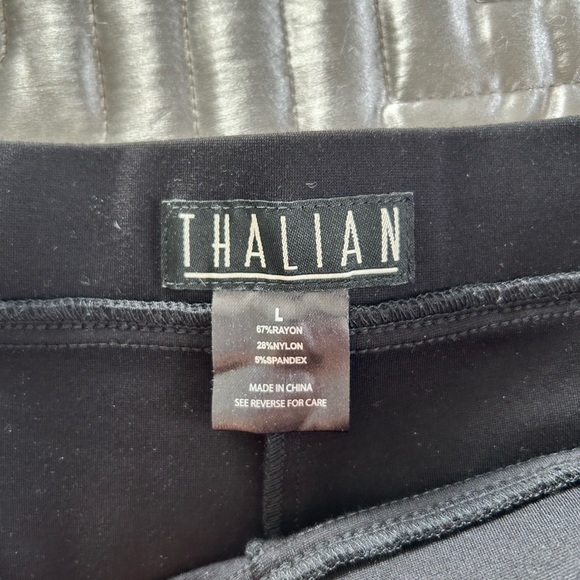 THALIAN
L
67%RAYON
28%NYLON
5%SPANDEX
MADE IN CHINA
SEE REVERSE FOR CARE